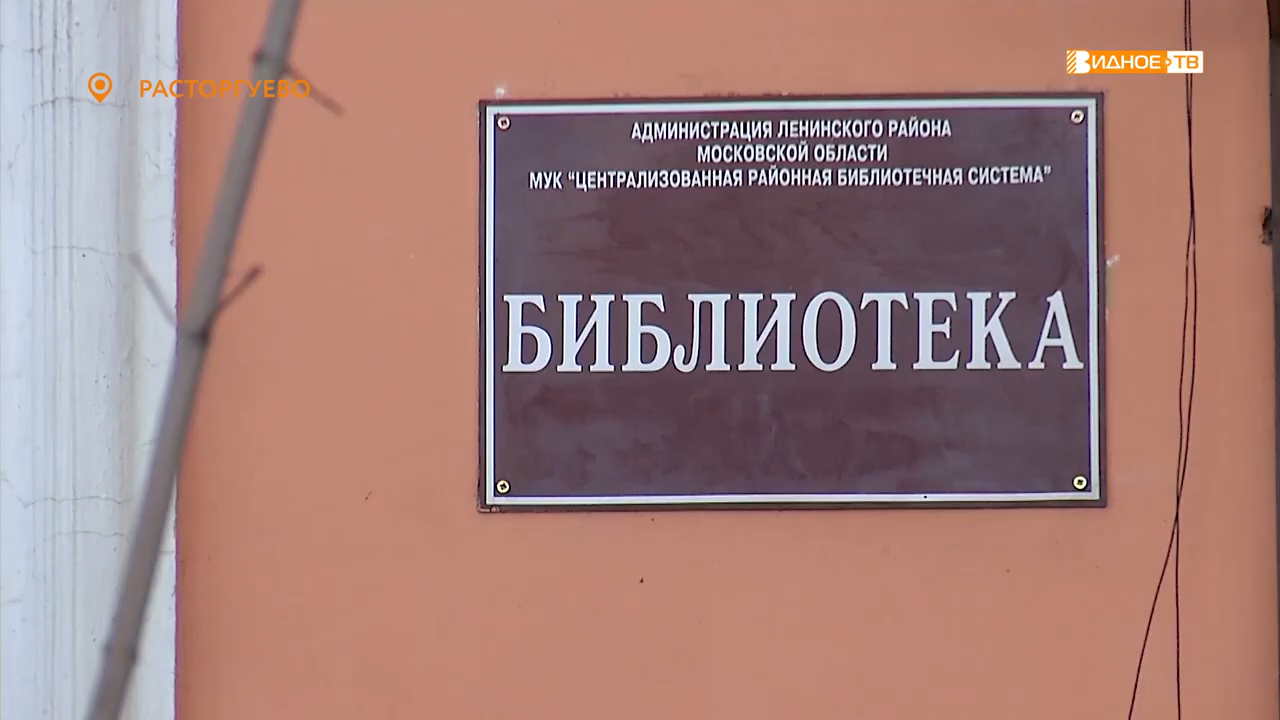 РАСТОРГУЕВО
ВИДНОЕ ТВ
АДМИНИСТРАЦИЯ ЛЕНИНСКОГО РАЙОНА
МОСКОВСКОЙ ОБЛАСТИ
МУК “ЦЕНТРАЛИЗОВАННАЯ РАЙОННАЯ БИБЛИОТЕЧНАЯ СИСТЕМА”
БИБЛИОТЕКА